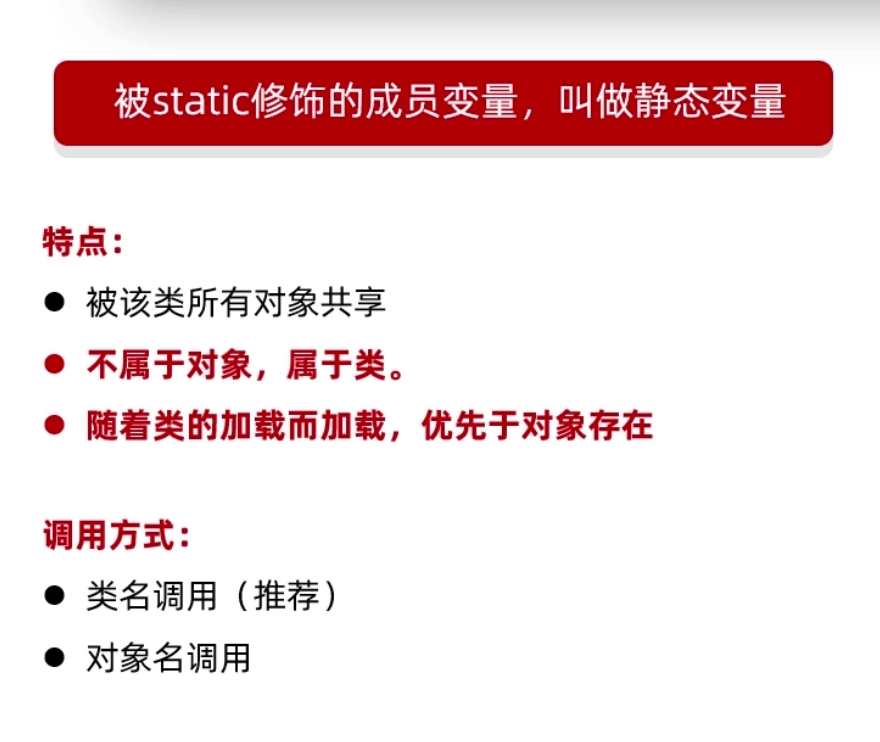 被static修饰的成员变量，叫做静态变量
特点：
● 被该类所有对象共享
● 不属于对象，属于类。
● 随着类的加载而加载，优先于对象存在
调用方式：
● 类名调用（推荐）
● 对象名调用